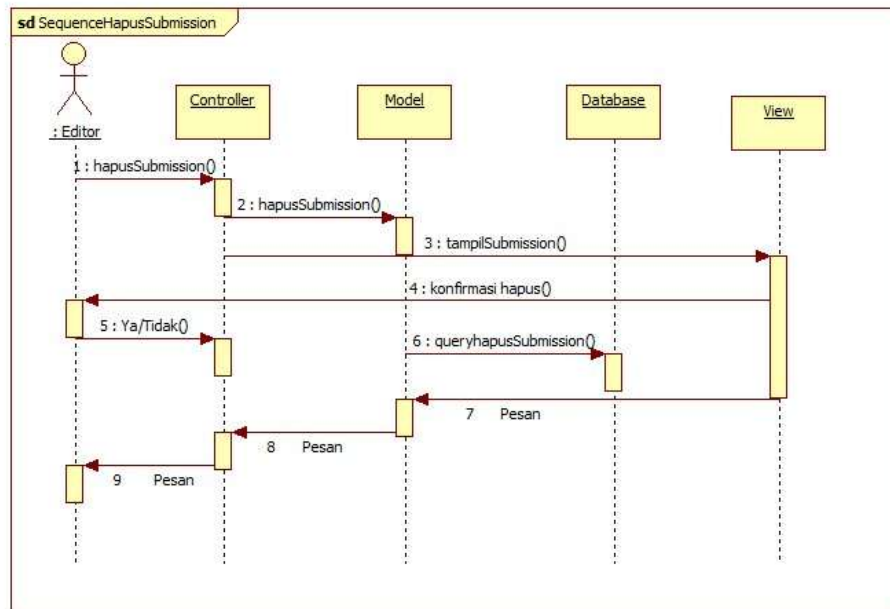 sd SequenceHapusSubmission
: Editor
Controller
Model
Database
View
1 : hapusSubmission()
2 : hapusSubmission()
3 : tampilSubmission()
4 : konfirmasi hapus()
5 : Ya/Tidak()
6 : queryhapusSubmission()
7 Pesan
8 Pesan
9 Pesan